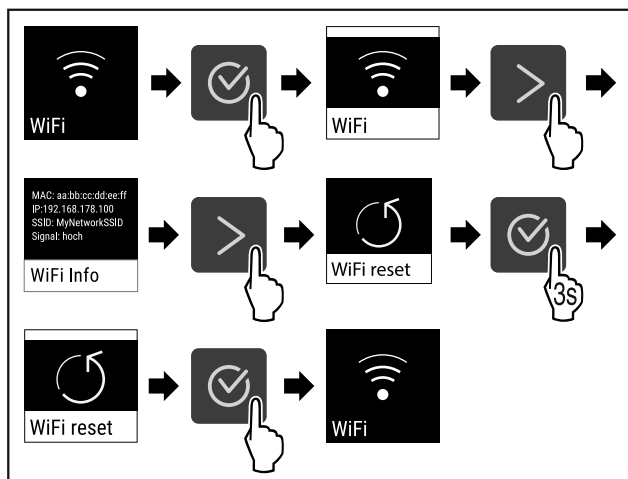 WiFi
WiFi
MAC: aa:bb:cc:dd:ee:ff
IP:192.168.178.100
SSID: MyNetworkSSID
Signal: hoch
WiFi Info
WiFi reset
3s
WiFi reset
WiFi